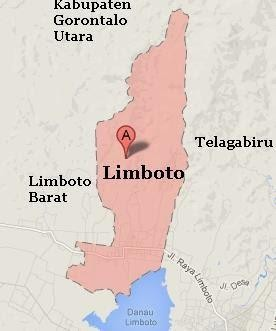 Kabupaten
Gorontalo
Utara
A
Telagabiru
Limboto
Limboto
Barat
Jl. Raya Limboto
Jl. Desa
Danau
Limboto